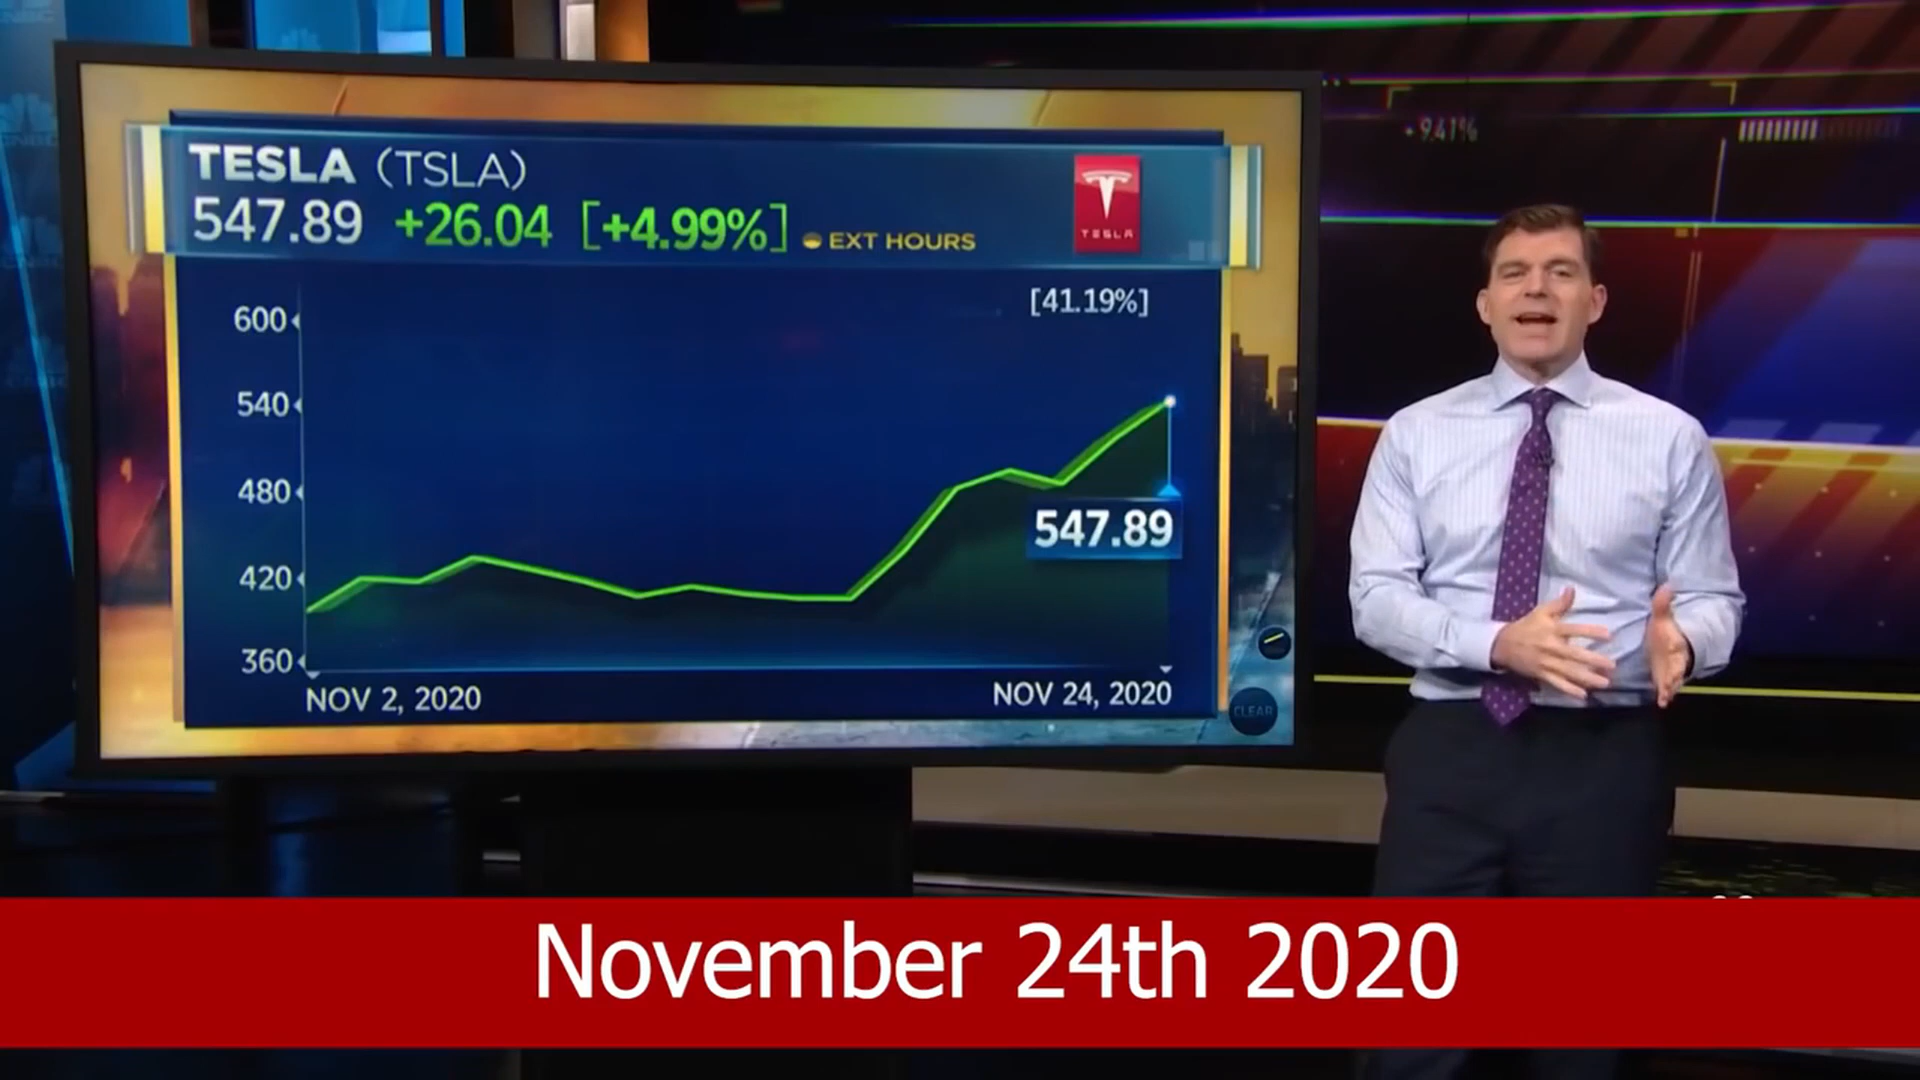 TESLA (TSLA)
547.89 +26.04 [+4.99%] EXT HOURS
TESLA
[41.19%]
600
540
480
420
360
547.89
NOV 2, 2020
NOV 24, 2020
CLEAR
+9.41%
November 24th 2020